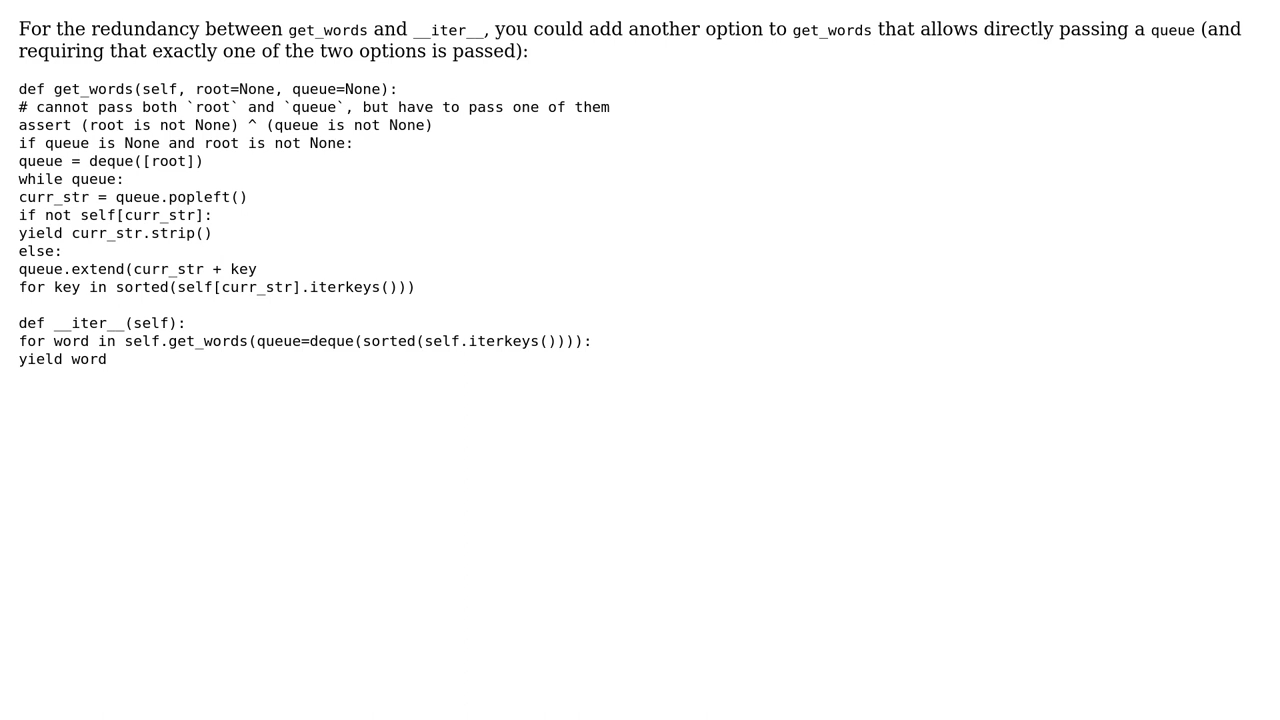 For the redundancy between get_words and __iter__, you could add another option to get_words that allows directly passing a queue (and
requiring that exactly one of the two options is passed):
def get_words(self, root=None, queue=None):
# cannot pass both `root` and `queue`, but have to pass one of them
assert (root is not None) ^ (queue is not None)
if queue is None and root is not None:
queue = deque([root])
while queue:
curr_str = queue.popleft()
if not self[curr_str]:
yield curr_str.strip()
else:
queue.extend(curr_str + key
for key in sorted(self[curr_str].iterkeys()))
def __iter__(self):
for word in self.get_words(queue=deque(sorted(self.iterkeys()))):
yield word